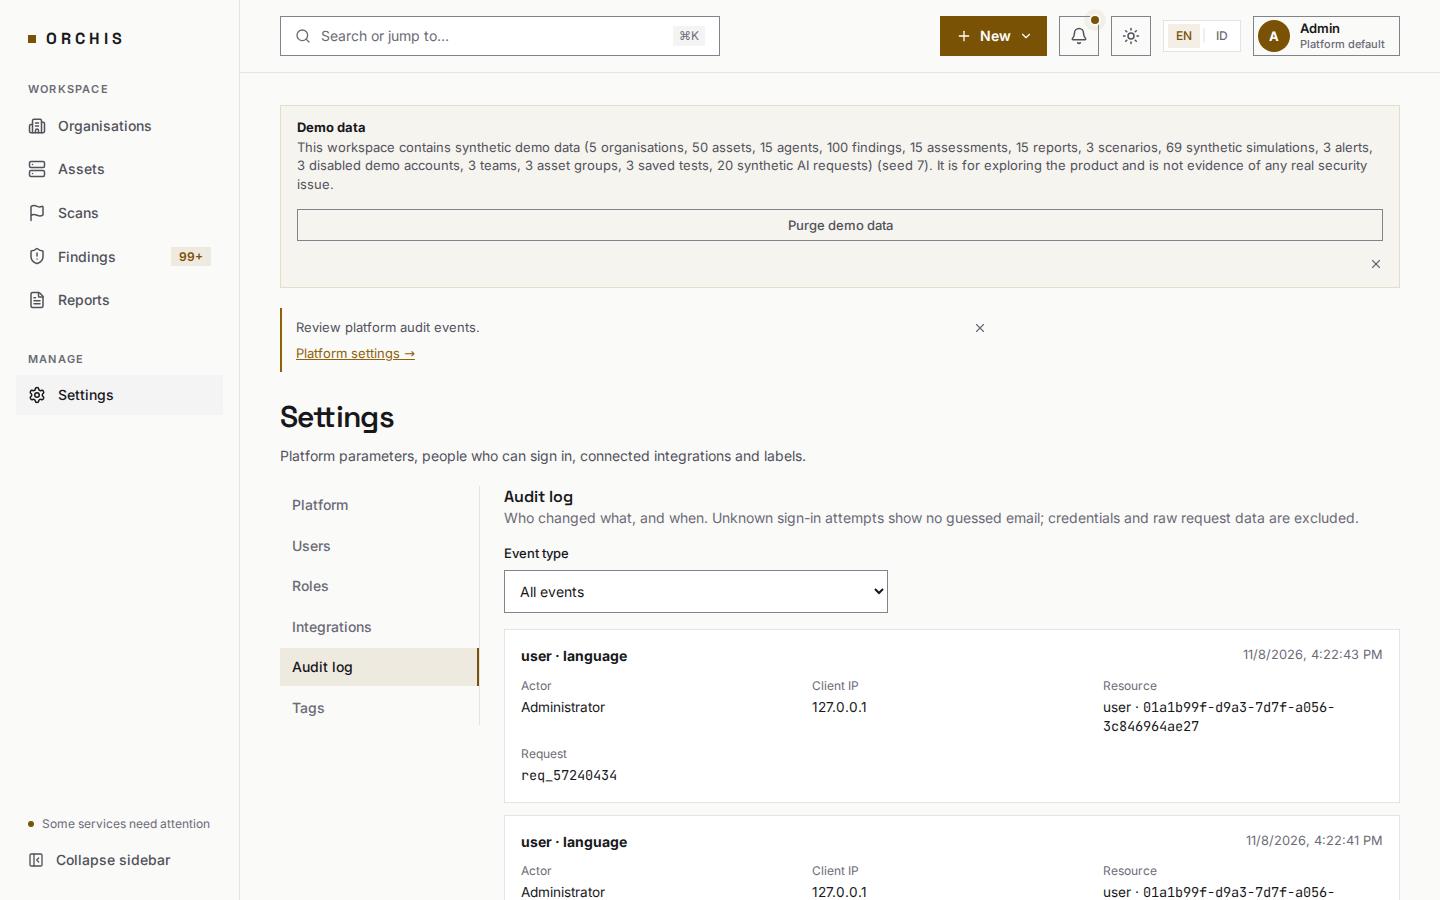 ORCHIS
WORKSPACE
Organisations
Assets
Scans
Findings
99+
Reports
MANAGE
Settings
Some services need attention
Collapse sidebar
Search or jump to...
⌘K
New
EN
ID
A
Admin
Platform default
Demo data
This workspace contains synthetic demo data (5 organisations, 50 assets, 15 agents, 100 findings, 15 assessments, 15 reports, 3 scenarios, 69 synthetic simulations, 3 alerts,
3 disabled demo accounts, 3 teams, 3 asset groups, 3 saved tests, 20 synthetic AI requests) (seed 7). It is for exploring the product and is not evidence of any real security
issue.
Purge demo data
Review platform audit events.
Platform settings →
Settings
Platform parameters, people who can sign in, connected integrations and labels.
Platform
Users
Roles
Integrations
Audit log
Tags
Audit log
Who changed what, and when. Unknown sign-in attempts show no guessed email; credentials and raw request data are excluded.
Event type
All events
user · language
11/8/2026, 4:22:43 PM
Actor
Administrator
Client IP
127.0.0.1
Resource
user · 01a1b99f-d9a3-7d7f-a056-
3c846964ae27
Request
req_57240434
user · language
11/8/2026, 4:22:41 PM
Actor
Administrator
Client IP
127.0.0.1
Resource
user · 01a1b99f-d9a3-7d7f-a056-